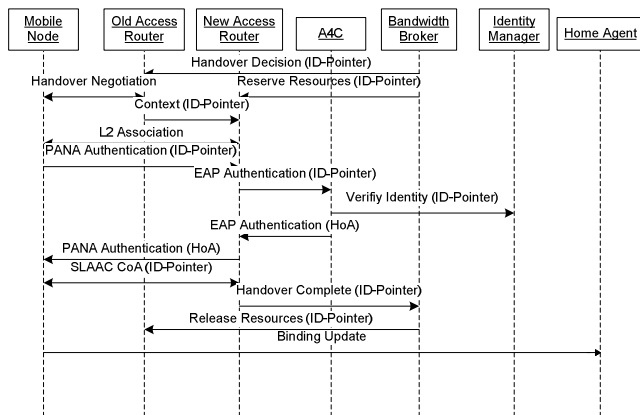 Mobile
Node
Old Access
Router
New Access
Router
A4C
Bandwidth
Broker
Identity
Manager
Home Agent
Handover Decision (ID-Pointer)
Handover Negotiation
Reserve Resources (ID-Pointer)
Context (ID-Pointer)
L2 Association
PANA Authentication (ID-Pointer)
EAP Authentication (ID-Pointer)
Verifiy Identity (ID-Pointer)
EAP Authentication (HoA)
PANA Authentication (HoA)
SLAAC CoA (ID-Pointer)
Handover Complete (ID-Pointer)
Release Resources (ID-Pointer)
Binding Update